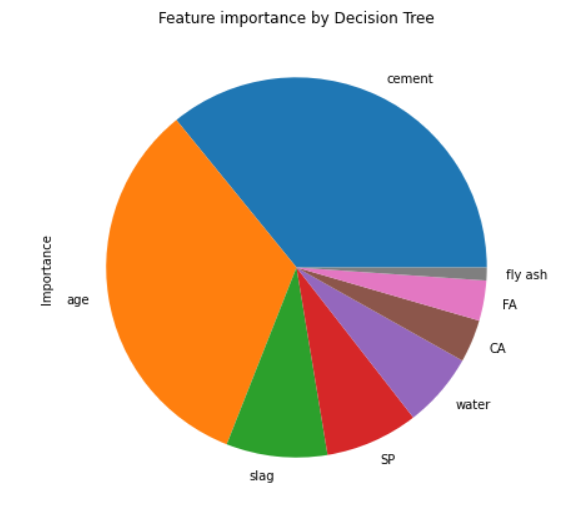 Feature importance by Decision Tree
cement
Importance
age
fly ash
FA
CA
water
SP
slag